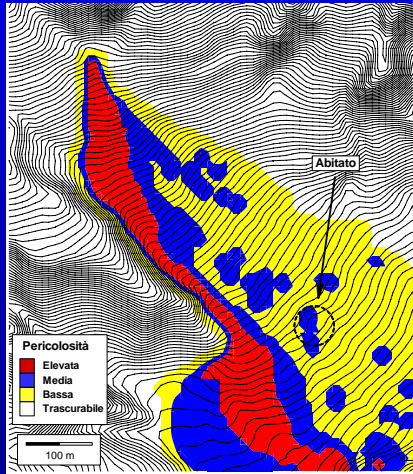 Abitato
Pericolosità
Elevata
Media
Bassa
Trascurabile
100 m